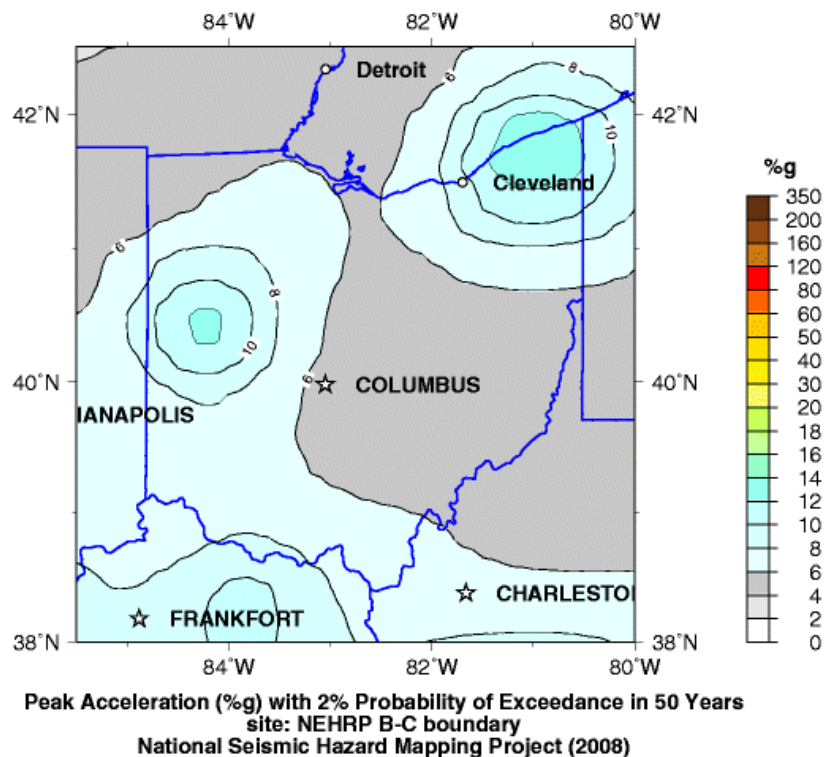 84°W 82°W 80°W
Detroit
8
8
42°N 42°N
10
Cleveland
%g
350
200
160
120
80
60
50
40
30
20
18
16
14
12
10
8
6
4
2
0
6
8
10
6
40°N 40°N
COLUMBUS
IANAPOLIS
CHARLESTO
FRANKFORT
38°N 38°N
84°W 82°W 80°W
Peak Acceleration (%g) with 2% Probability of Exceedance in 50 Years
site: NEHRP B-C boundary
National Seismic Hazard Mapping Project (2008)